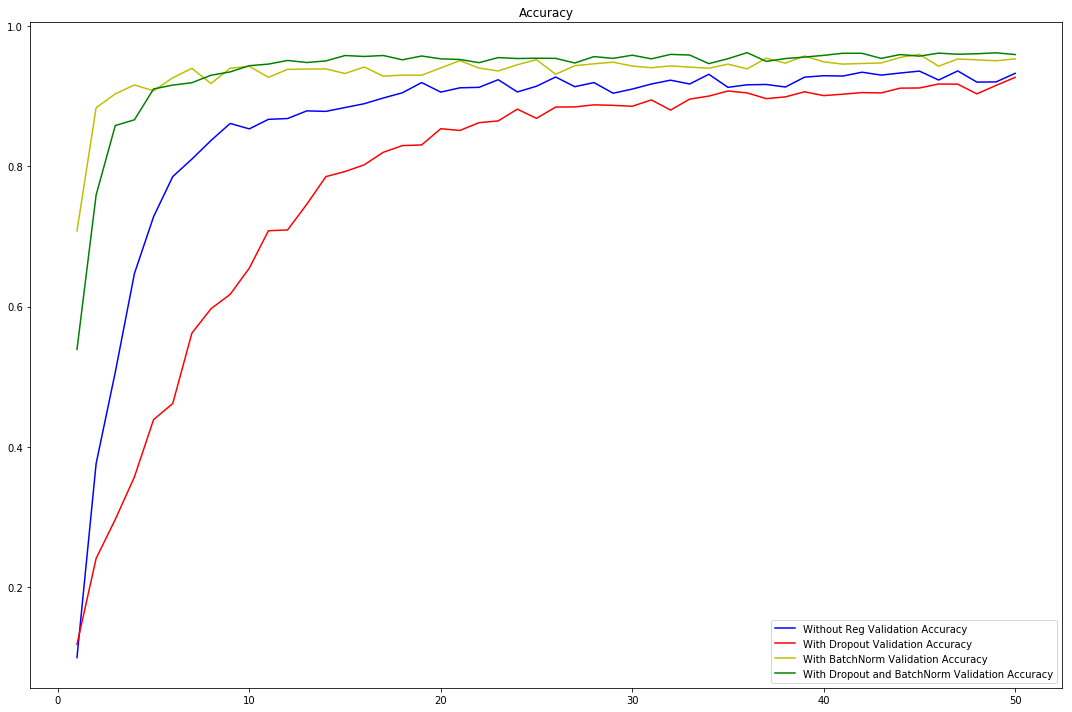 Accuracy
1.0
0.8
0.6
0.4
0.2
0 10 20 30 40 50
Without Reg Validation Accuracy
With Dropout Validation Accuracy
With BatchNorm Validation Accuracy
With Dropout and BatchNorm Validation Accuracy